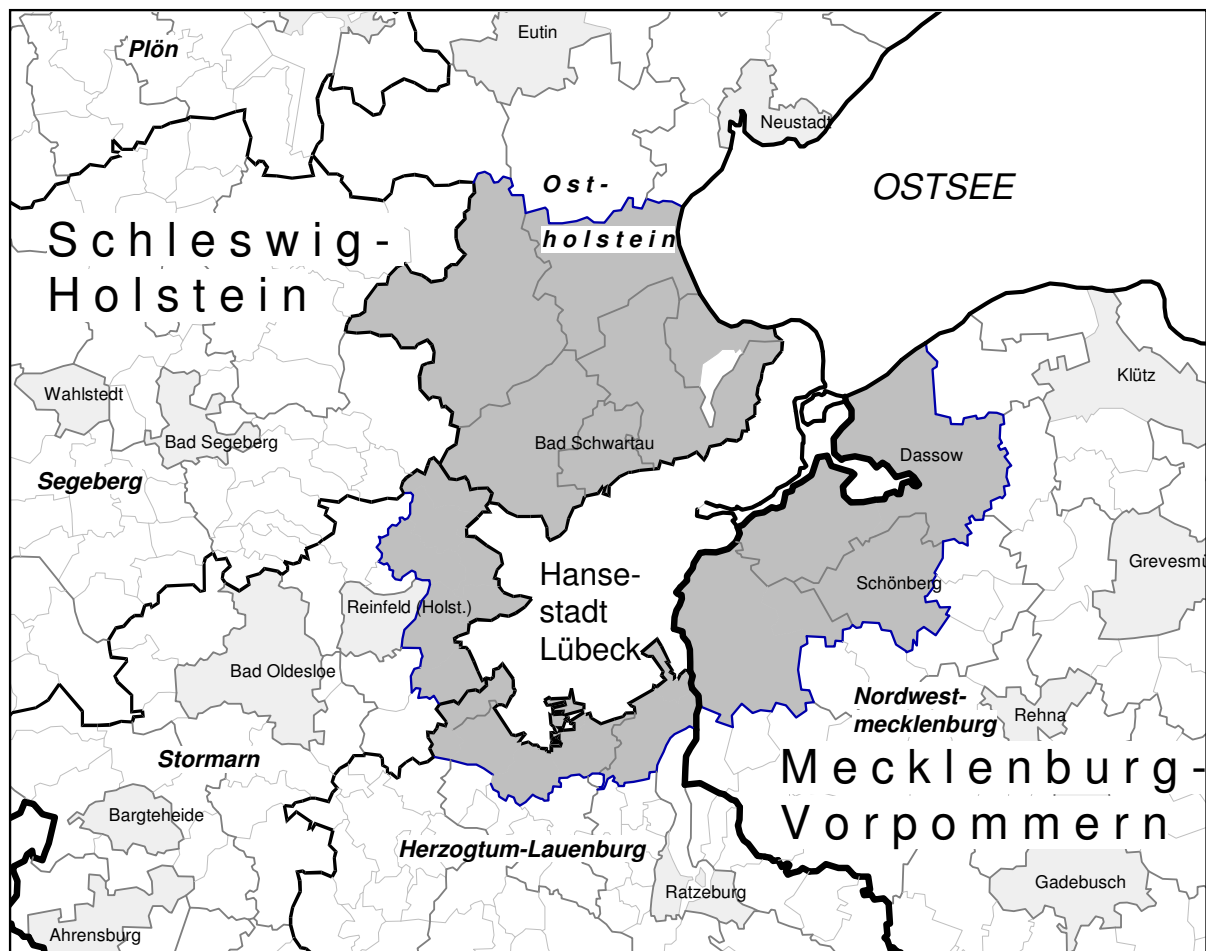 Eutin
Plön
Neustadt
Ost-
holstein
OSTSEE
Schleswig-
Holstein
Klütz
Wahlstedt
Bad Segeberg
Bad Schwartau
Dassow
Segeberg
Grevesmü
Hanse-
stadt
Lübeck
Schönberg
Reinfeld (Holst.)
Bad Oldesloe
Nordwest-
mecklenburg
Rehna
Stormarn
Mecklenburg-
Vorpommern
Bargteheide
Herzogtum-Lauenburg
Ratzeburg
Gadebusch
Ahrensburg